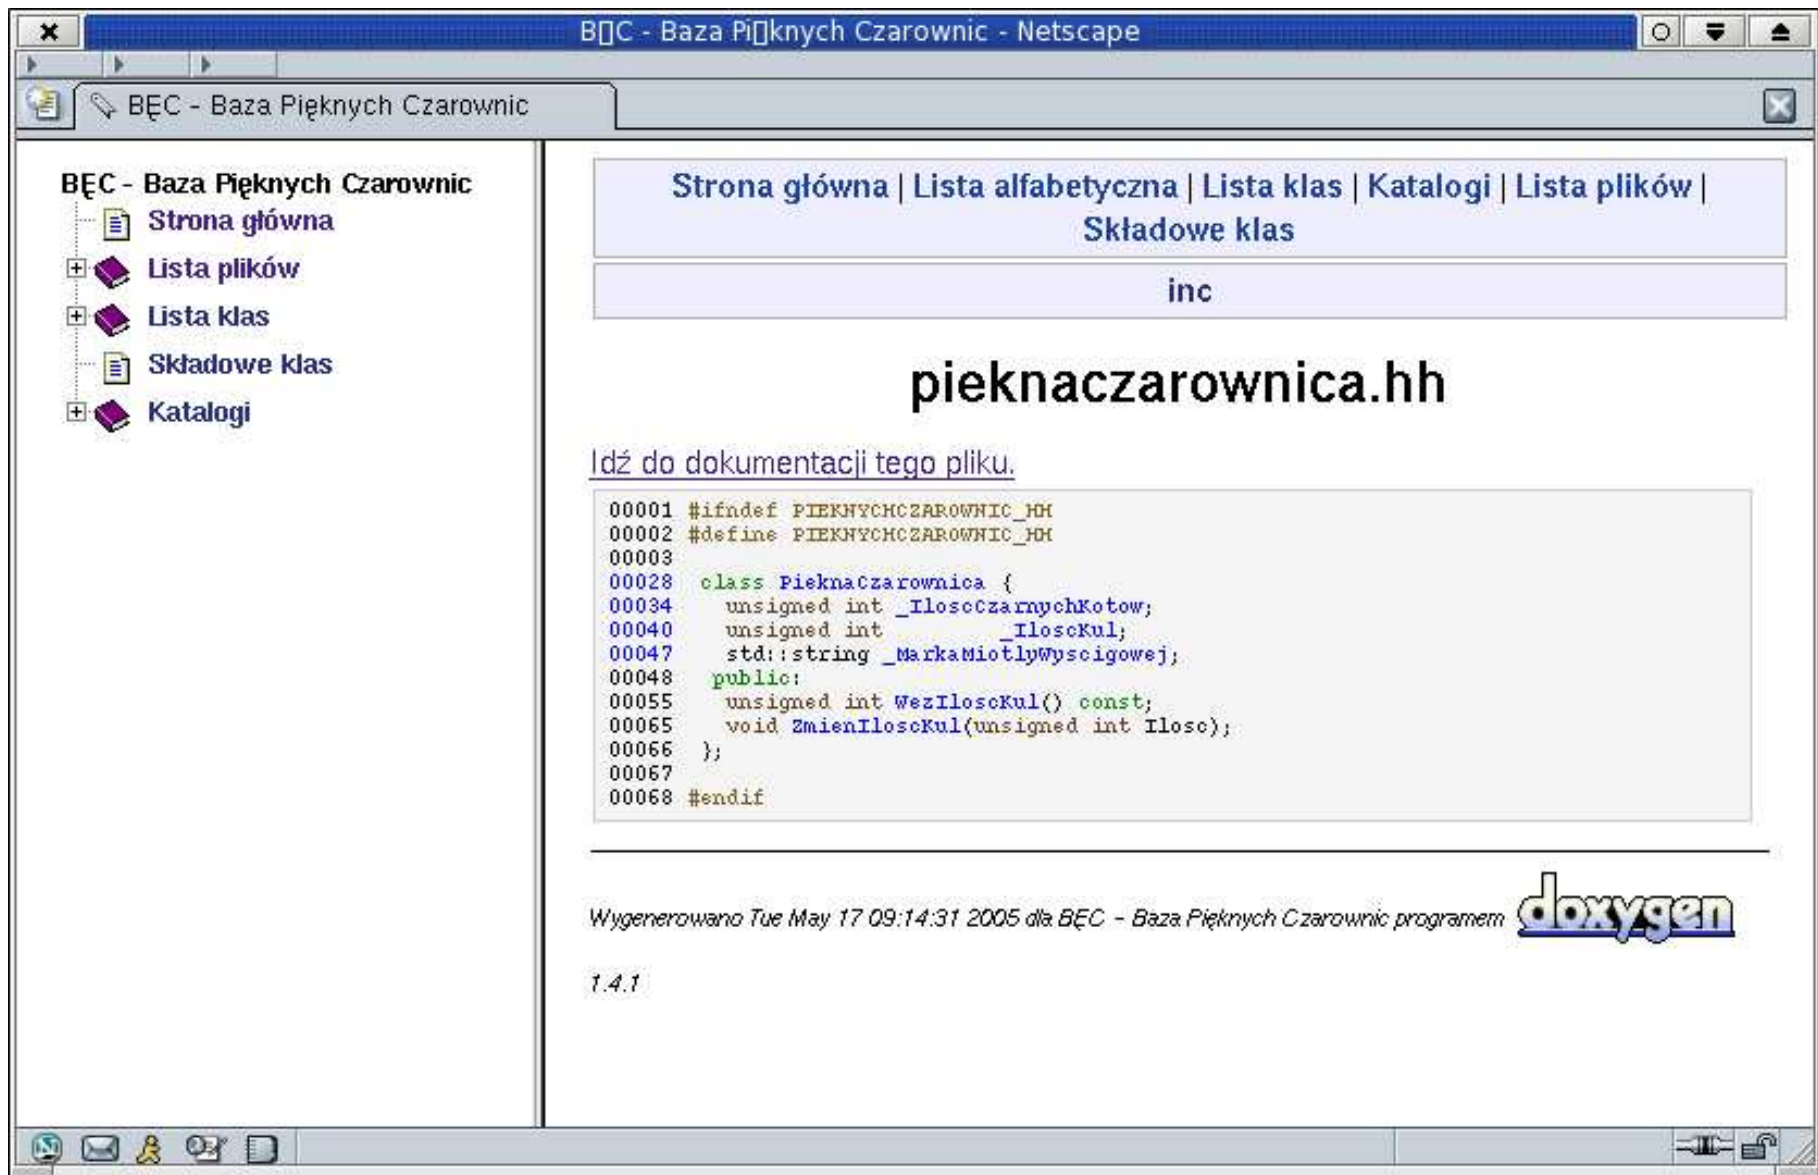 B▯C - Baza Pi▯knych Czarownic - Netscape
BĘC - Baza Pięknych Czarownic
BĘC - Baza Pięknych Czarownic
Strona główna
Lista plików
Lista klas
Składowe klas
Katalogi
Strona główna | Lista alfabetyczna | Lista klas | Katalogi | Lista plików |
Składowe klas
inc
pieknaczarownica.hh
Idź do dokumentacji tego pliku.
00001 #ifndef PIEKNYCHCZAROWNIC_HH
00002 #define PIEKNYCHCZAROWNIC_HH
00003
00028  class PieknaCzarownica {
00034    unsigned int _IloscCzarnychKotow;
00040    unsigned int         _IloscKul;
00047    std::string _MarkaMiotlyWyscigowej;
00048   public:
00055    unsigned int WezIloscKul() const;
00065    void ZmienIloscKul(unsigned int Ilosc);
00066  };
00067
00068 #endif
Wygenerowano Tue May 17 09:14:31 2005 dla BĘC – Baza Pięknych Czarownic programem doxygen
1.4.1